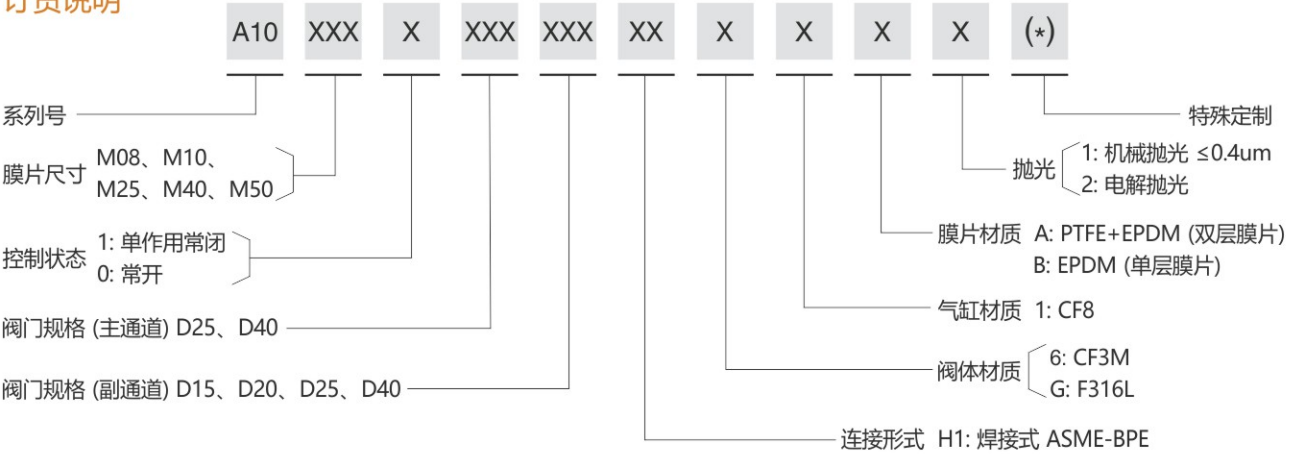 订货说明
A10 XXX X XXX XXX XX X X X X (*)
系列号
特殊定制
膜片尺寸 M08、M10、
M25、M40、M50
抛光 1: 机械抛光 ≤0.4um
2: 电解抛光
控制状态 1: 单作用常闭
0: 常开
膜片材质 A: PTFE+EPDM (双层膜片)
B: EPDM (单层膜片)
阀门规格 (主通道) D25、D40
气缸材质 1: CF8
阀体材质 6: CF3M
G: F316L
阀门规格 (副通道) D15、D20、D25、D40
连接形式 H1: 焊接式 ASME-BPE